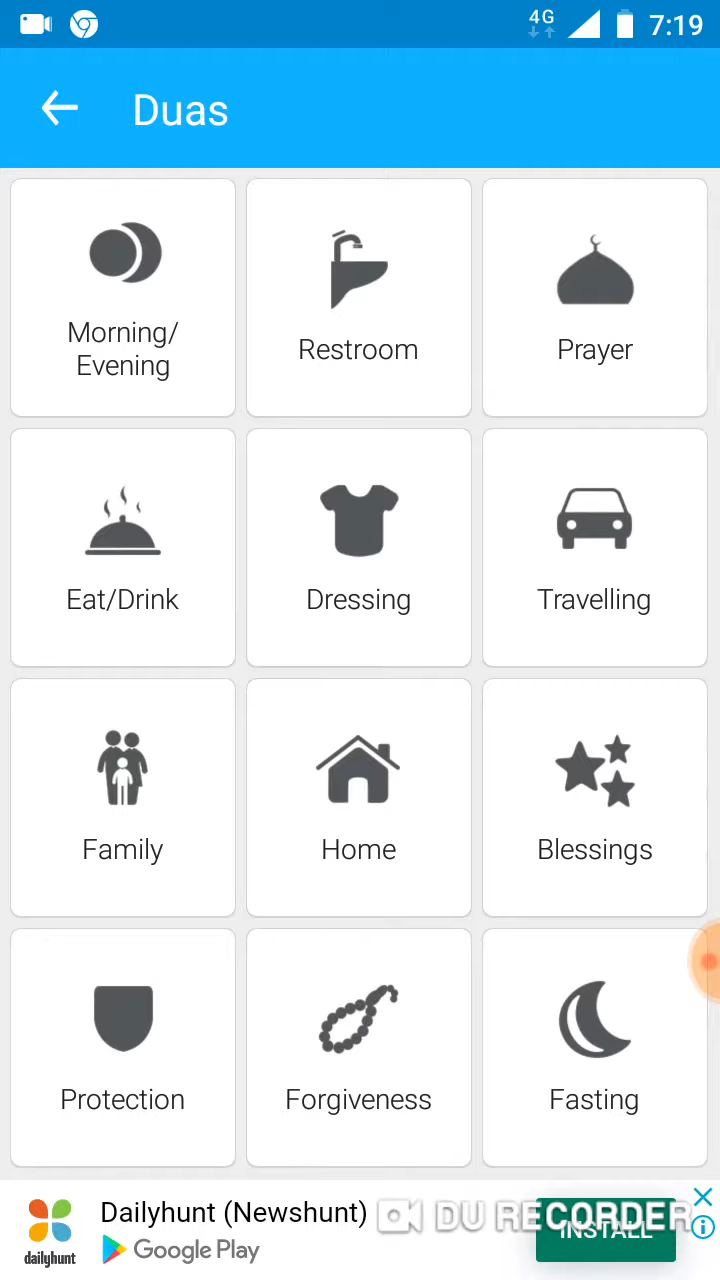 4G
7:19
Duas
Morning/
Evening
Restroom
Prayer
Eat/Drink
Dressing
Travelling
Family
Home
Blessings
Protection
Forgiveness
Fasting
Dailyhunt (Newshunt)
dailyhunt
Google Play
DU RECORDER
INSTALL